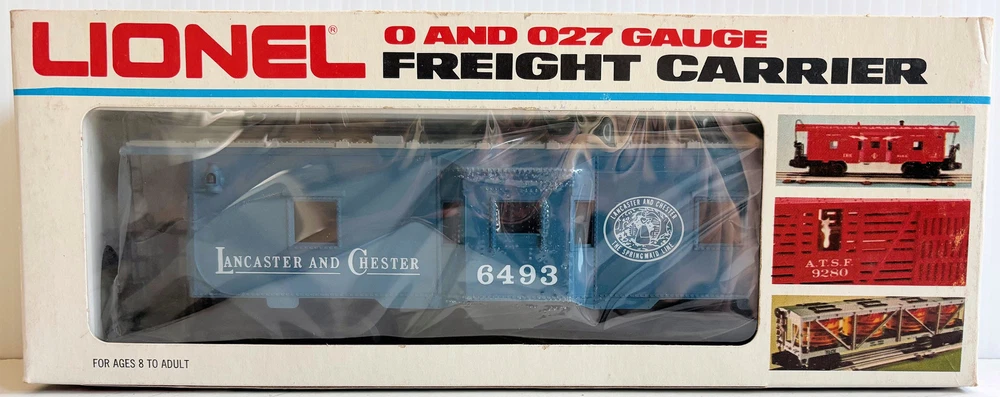 LIONEL®
O AND O27 GAUGE
FREIGHT CARRIER
LANCASTER AND CHESTER
6493
LANCASTER AND CHESTER
THE SPRINGMAID LINE
A.T.S.F.
9280
FOR AGES 8 TO ADULT